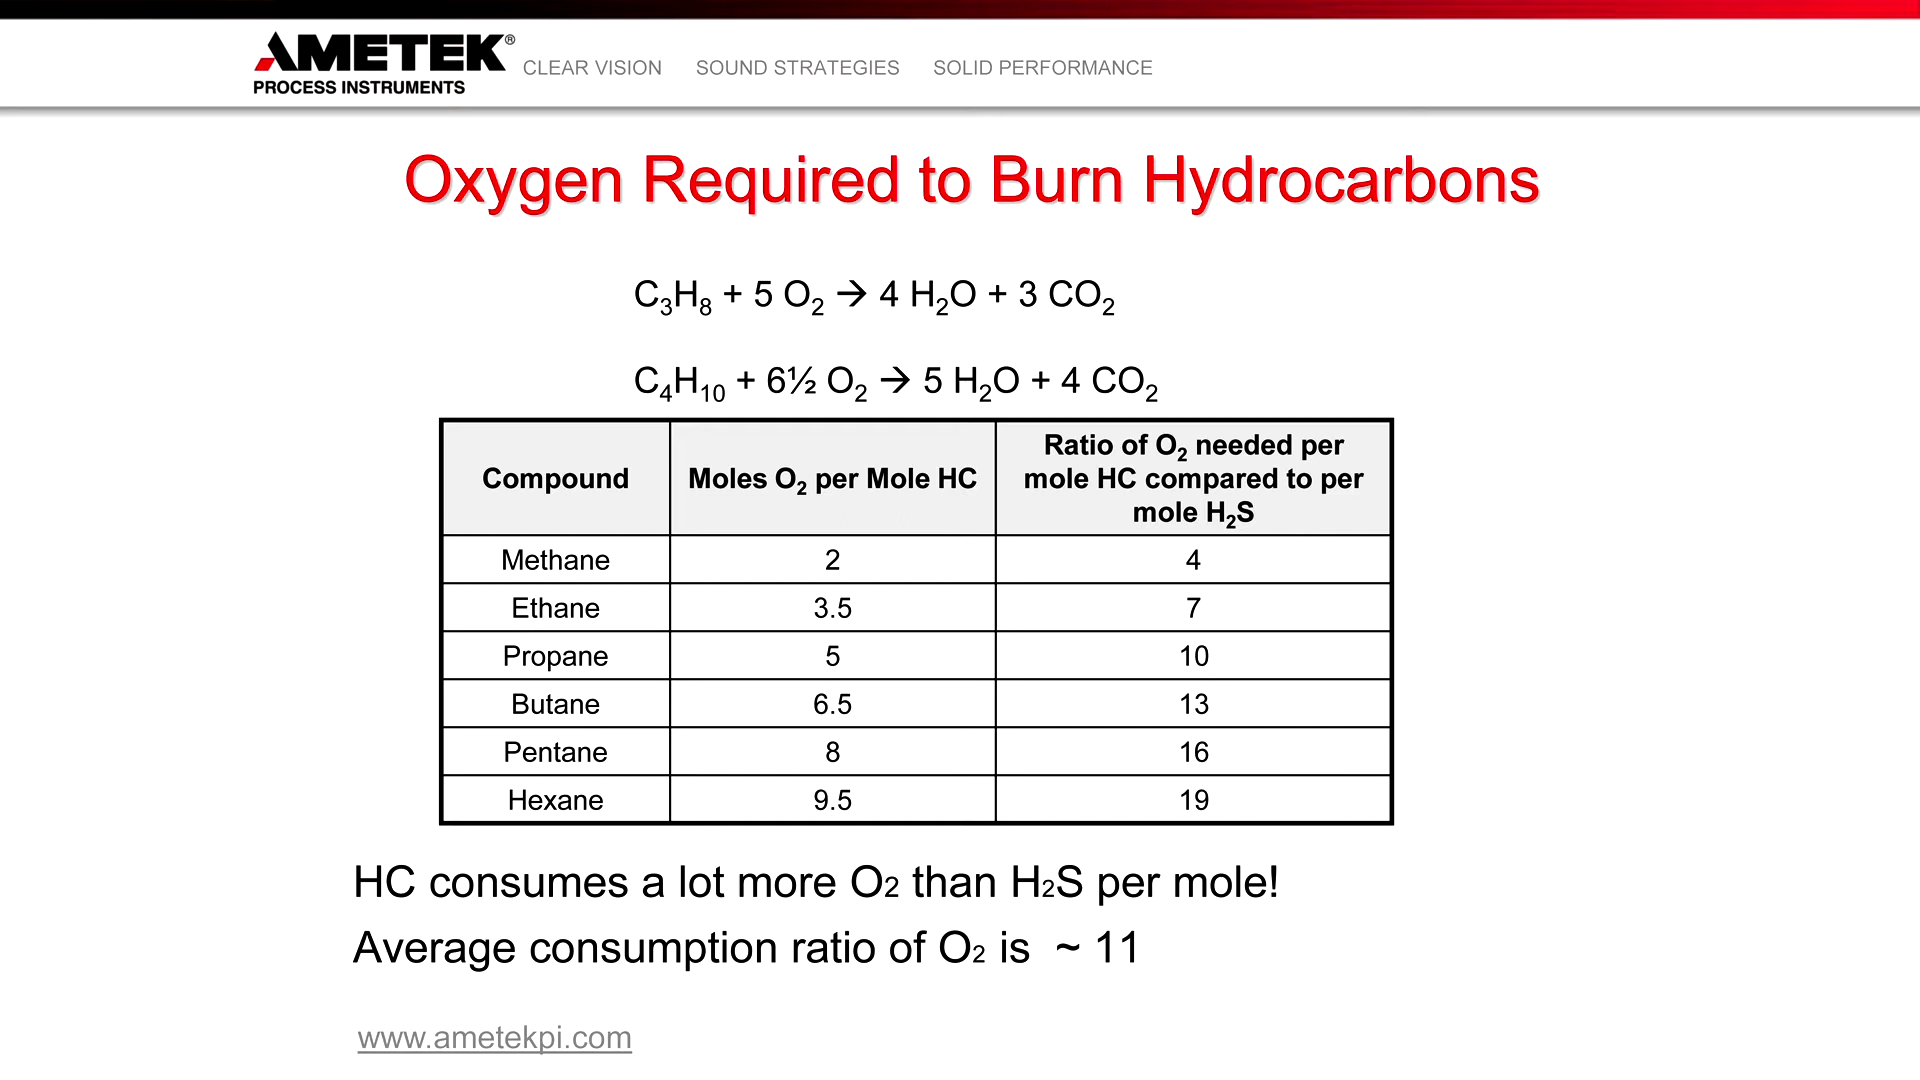 AMETEK®
PROCESS INSTRUMENTS
CLEAR VISION SOUND STRATEGIES SOLID PERFORMANCE
Oxygen Required to Burn Hydrocarbons
C₃H₈ + 5 O₂ → 4 H₂O + 3 CO₂
C₄H₁₀ + 6½ O₂ → 5 H₂O + 4 CO₂
Compound Moles O₂ per Mole HC Ratio of O₂ needed per
mole HC compared to per
mole H₂S
Methane 2 4
Ethane 3.5 7
Propane 5 10
Butane 6.5 13
Pentane 8 16
Hexane 9.5 19
HC consumes a lot more O₂ than H₂S per mole!
Average consumption ratio of O₂ is ~ 11
www.ametekpi.com